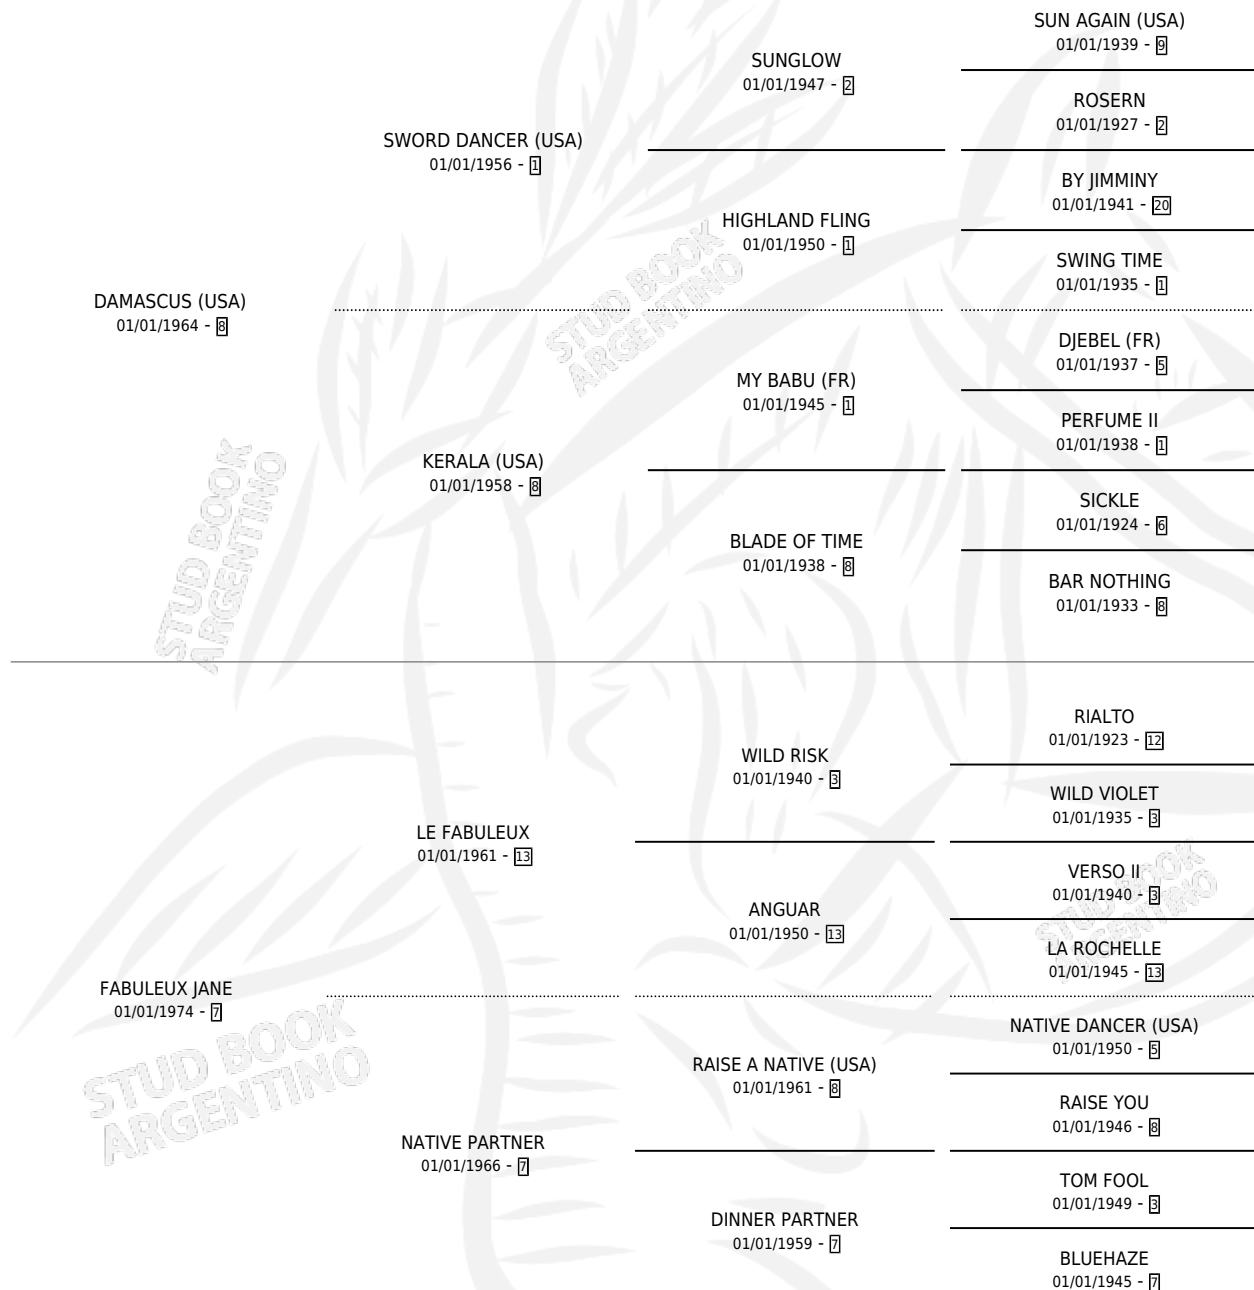 SUN AGAIN (USA)
01/01/1939 - 9
SUNGLOW
01/01/1947 - 2
ROSERN
01/01/1927 - 2
SWORD DANCER (USA)
01/01/1956 - 1
BY JIMMINY
01/01/1941 - 20
HIGHLAND FLING
01/01/1950 - 1
SWING TIME
01/01/1935 - 1
DAMASCUS (USA)
01/01/1964 - 8
DJEBEL (FR)
01/01/1937 - 5
MY BABU (FR)
01/01/1945 - 1
PERFUME II
01/01/1938 - 1
KERALA (USA)
01/01/1958 - 8
SICKLE
01/01/1924 - 6
BLADE OF TIME
01/01/1938 - 8
BAR NOTHING
01/01/1933 - 8
RIALTO
01/01/1923 - 12
WILD RISK
01/01/1940 - 3
WILD VIOLET
01/01/1935 - 3
LE FABULEUX
01/01/1961 - 13
VERSO II
01/01/1940 - 3
ANGUAR
01/01/1950 - 13
LA ROCHELLE
01/01/1945 - 13
FABULEUX JANE
01/01/1974 - 7
NATIVE DANCER (USA)
01/01/1950 - 5
RAISE A NATIVE (USA)
01/01/1961 - 8
RAISE YOU
01/01/1946 - 8
NATIVE PARTNER
01/01/1966 - 7
TOM FOOL
01/01/1949 - 3
DINNER PARTNER
01/01/1959 - 7
BLUEHAZE
01/01/1945 - 7
STUD BOOK
ARGENTINO
STUD BOOK
ARGENTINO
STUD BOOK
ARGENTINO
STUD BOOK
ARGENTINO